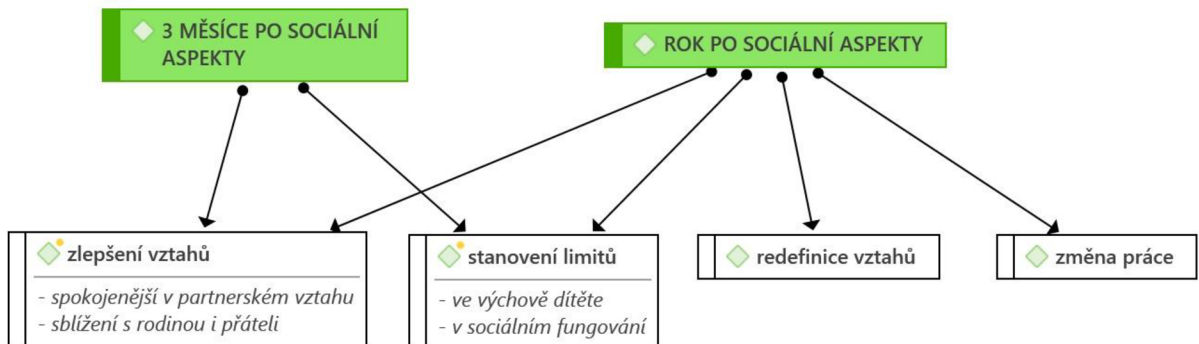 3 MĚSÍCE PO SOCIÁLNÍ
ASPEKTY
ROK PO SOCIÁLNÍ ASPEKTY
zlepšení vztahů
- spokojenější v partnerském vztahu
- sblížení s rodinou i přáteli
stanovení limitů
- ve výchově dítěte
- v sociálním fungování
redefinice vztahů
změna práce